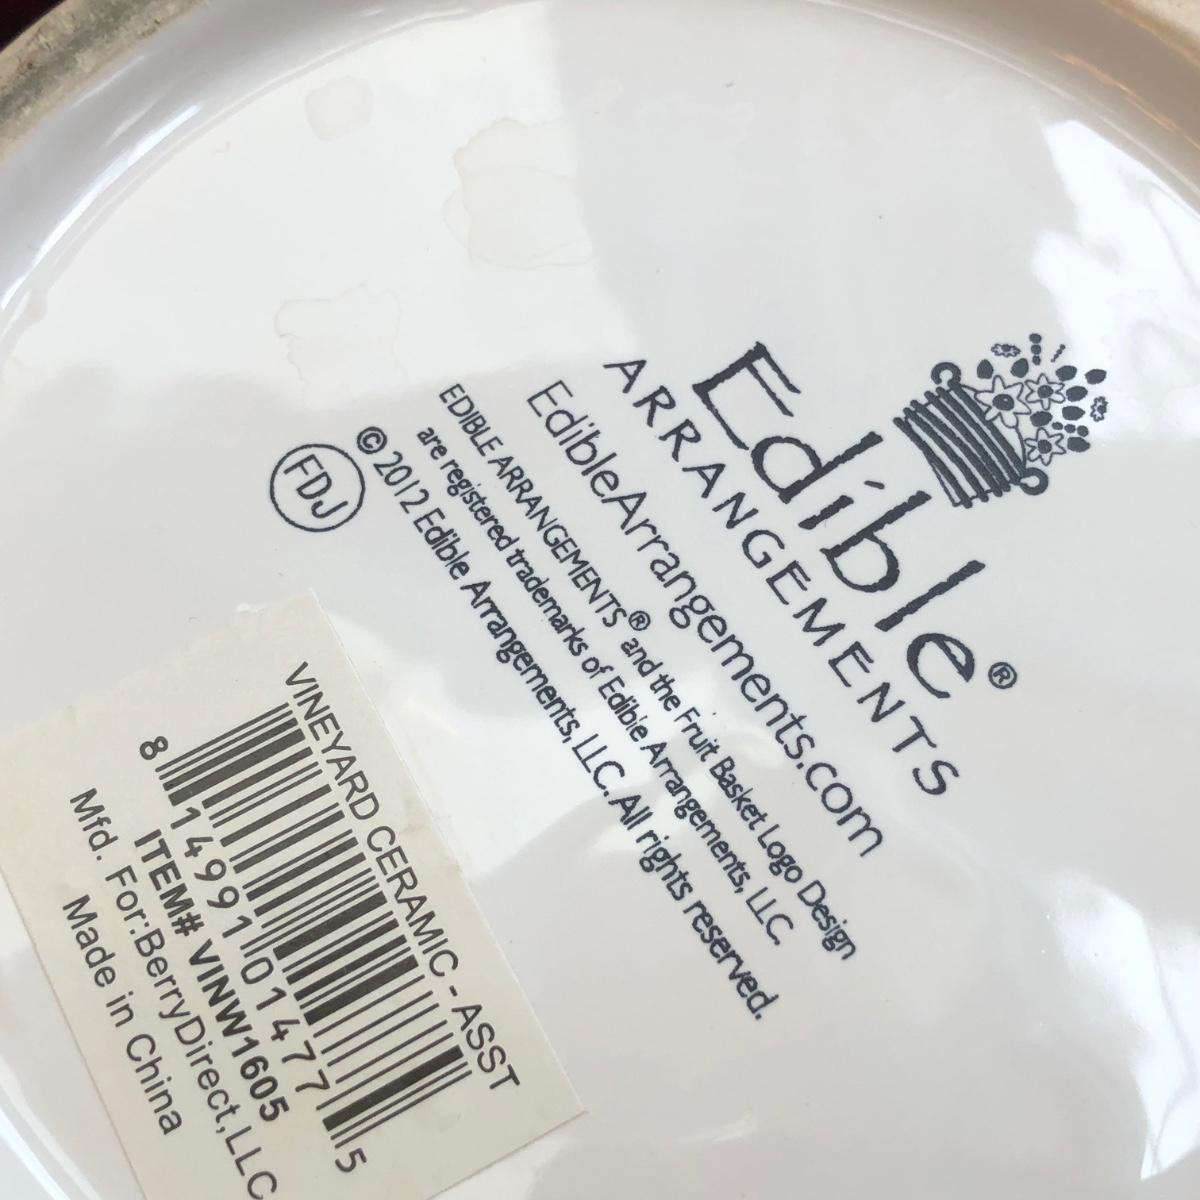 Edible®
ARRANGEMENTS
EdibleArrangements.com
EDIBLE ARRANGEMENTS® and the Fruit Basket Logo Design
are registered trademarks of Edible Arrangements, LLC.
© 2012 Edible Arrangements, LLC. All rights reserved.
FDJ
VINEYARD CERAMIC - ASST
8 14991 01477 5
ITEM# VINW1605
Mfd. For:BerryDirect,LLC
Made in China